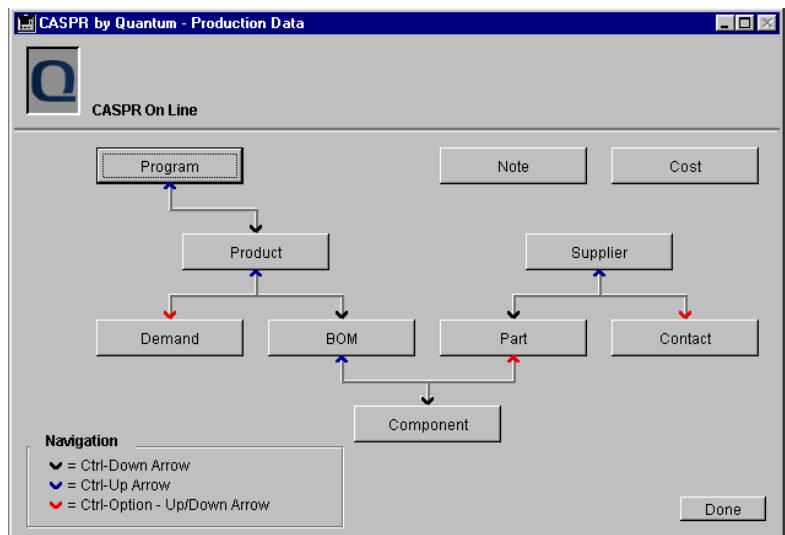 CASPR by Quantum - Production Data
Q
CASPR On Line
Program
Note
Cost
Product
Supplier
Demand
BOM
Part
Contact
Component
Navigation
= Ctrl-Down Arrow
= Ctrl-Up Arrow
= Ctrl-Option - Up/Down Arrow
Done